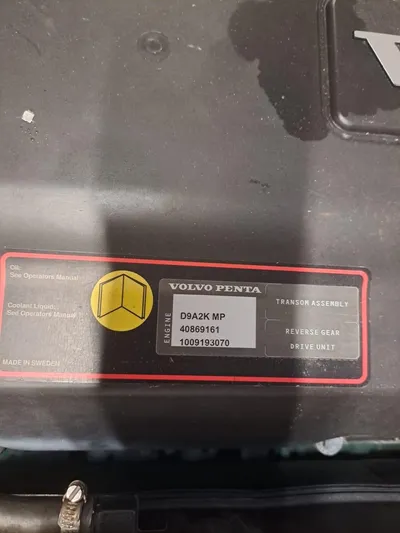 V
Oil:
See Operators Manual
Coolant Liquid:
See Operators Manual
MADE IN SWEDEN
VOLVO PENTA
ENGINE
D9A2K MP
40869161
1009193070
TRANSOM ASSEMBLY
REVERSE GEAR
DRIVE UNIT